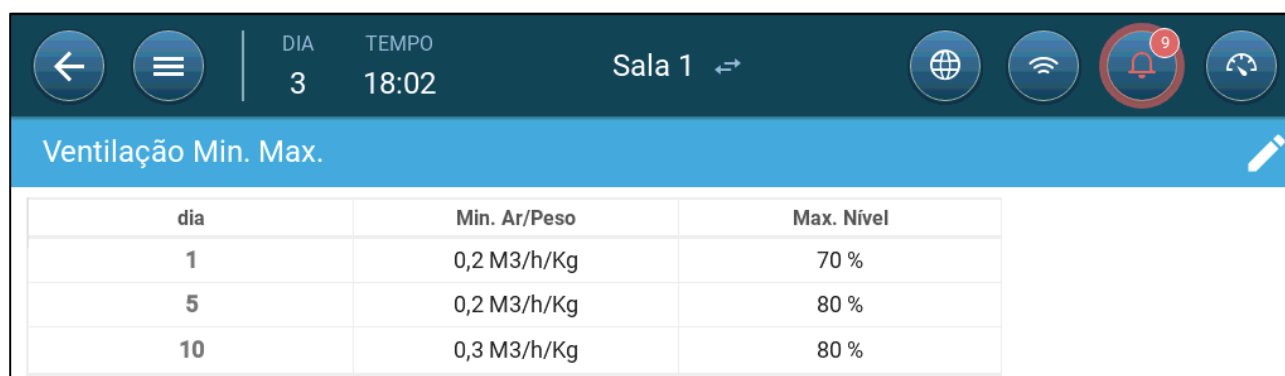 DIA TEMPO 9
3 18:02 Sala 1
Ventilação Min. Max.
dia Min. Ar/Peso Max. Nível
1 0,2 M3/h/Kg 70 %
5 0,2 M3/h/Kg 80 %
10 0,3 M3/h/Kg 80 %